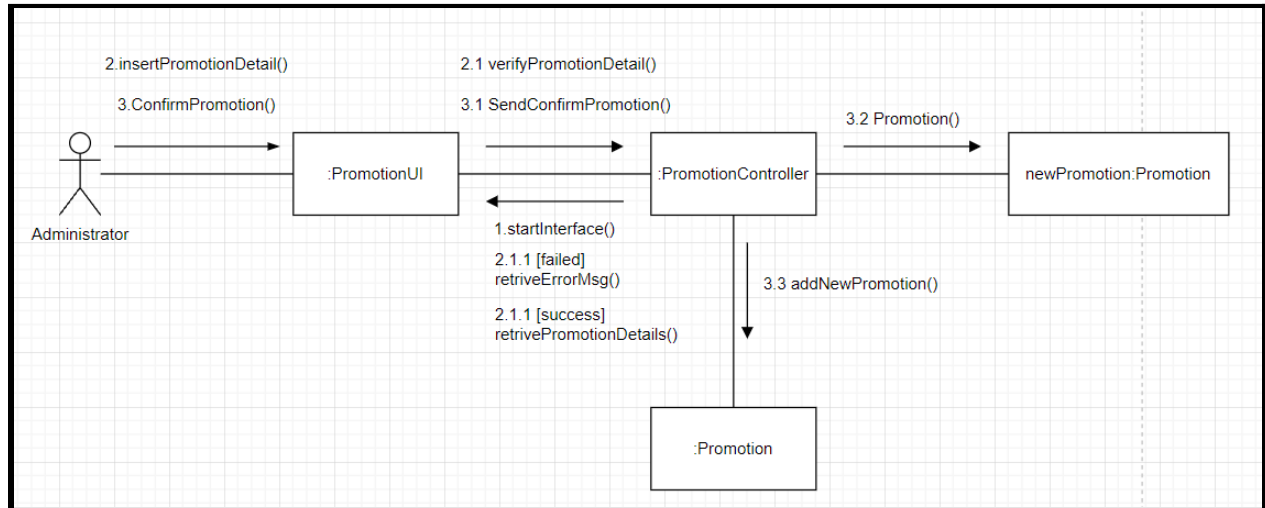 2.insertPromotionDetail()
2.1 verifyPromotionDetail()
3.ConfirmPromotion()
3.1 SendConfirmPromotion()
3.2 Promotion()
:PromotionUI
:PromotionController
newPromotion:Promotion
Administrator
1.startInterface()
2.1.1 [failed]
retriveErrorMsg()
3.3 addNewPromotion()
2.1.1 [success]
retrivePromotionDetails()
:Promotion